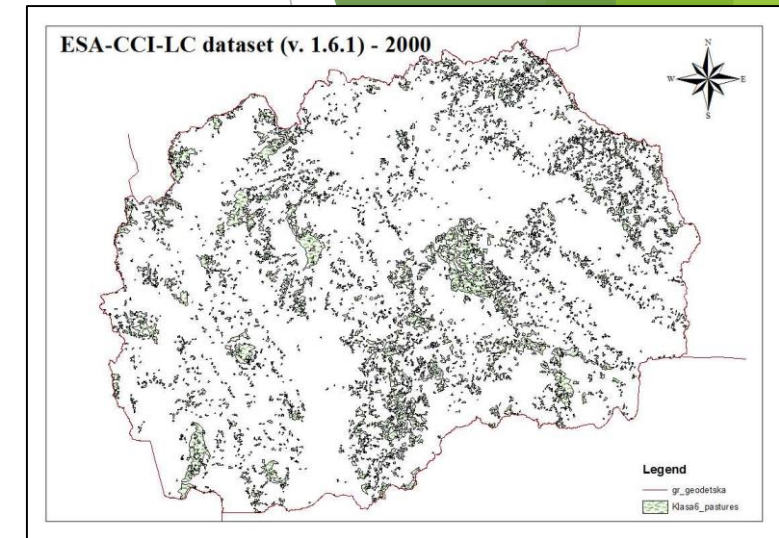 ESA-CCI-LC dataset (v. 1.6.1) - 2000
N
W E
S
Legend
gr_geodetska
Klasa6_pastures